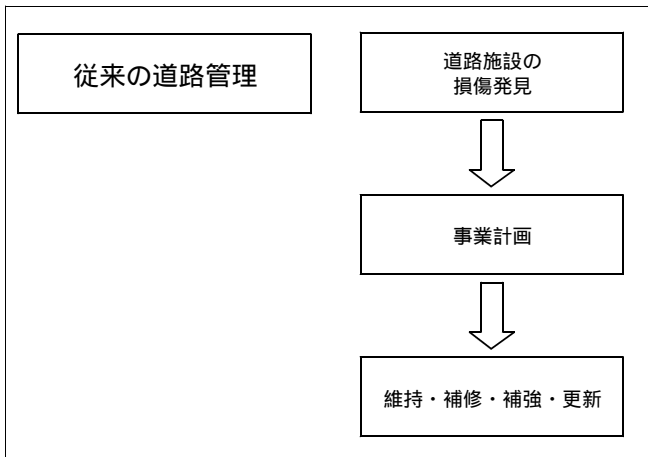 従来の道路管理
道路施設の
損傷発見
事業計画
維持・補修・補強・更新